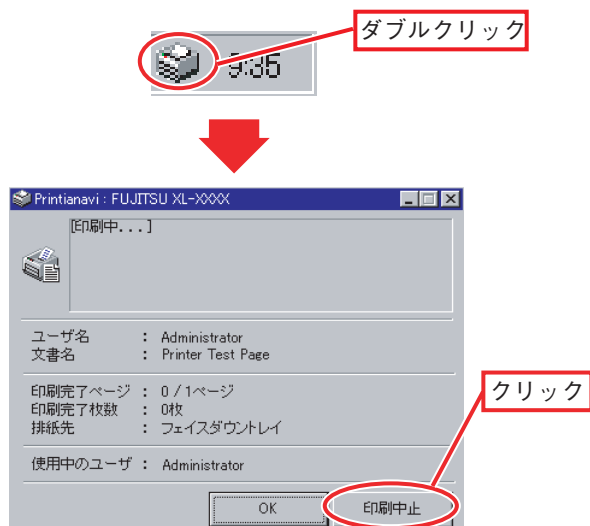 ダブルクリック
9:35
Printianavi : FUJITSU XL-XXXX
[印刷中...]
ユーザ名 : Administrator
文書名 : Printer Test Page
印刷完了ページ : 0 / 1ページ
印刷完了枚数 : 0枚
排紙先 : フェイスダウントレイ
クリック
使用中のユーザ : Administrator
OK 印刷中止